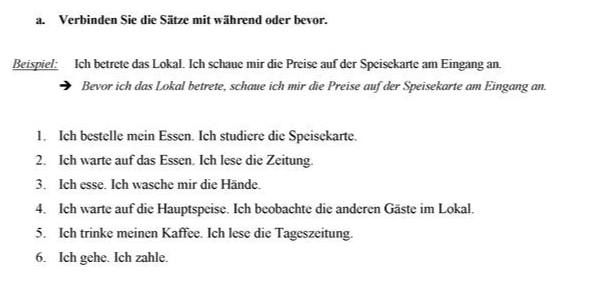 a. Verbinden Sie die Sätze mit während oder bevor.
Beispiel: Ich betrete das Lokal. Ich schaue mir die Preise auf der Speisekarte am Eingang an.
➔ Bevor ich das Lokal betrete, schaue ich mir die Preise auf der Speisekarte am Eingang an.
1. Ich bestelle mein Essen. Ich studiere die Speisekarte.
2. Ich warte auf das Essen. Ich lese die Zeitung.
3. Ich esse. Ich wasche mir die Hände.
4. Ich warte auf die Hauptspeise. Ich beobachte die anderen Gäste im Lokal.
5. Ich trinke meinen Kaffee. Ich lese die Tageszeitung.
6. Ich gehe. Ich zahle.